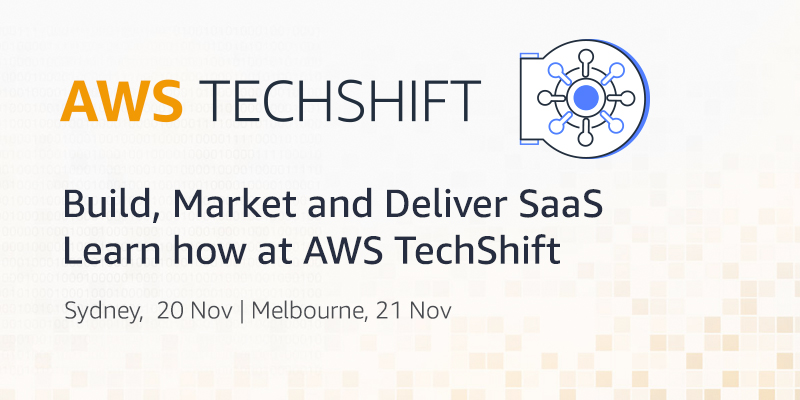 AWS TECHSHIFT
Build, Market and Deliver SaaS
Learn how at AWS TechShift
Sydney,  20 Nov | Melbourne, 21 Nov